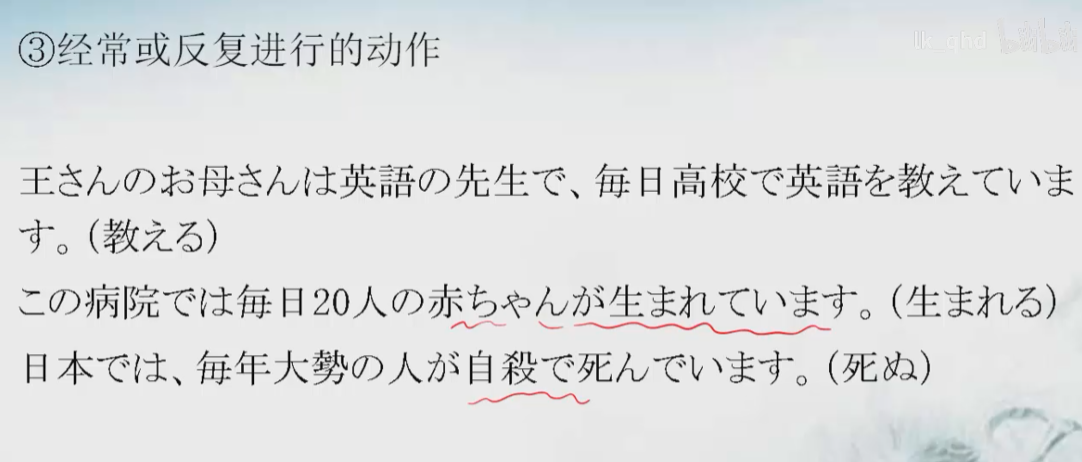 ③经常或反复进行的动作
王さんのお母さんは英語の先生で、毎日高校で英語を教えていま
す。(教える)
この病院では毎日20人の赤ちゃんが生まれています。(生まれる)
日本では、毎年大勢の人が自殺で死んでいます。(死ぬ)